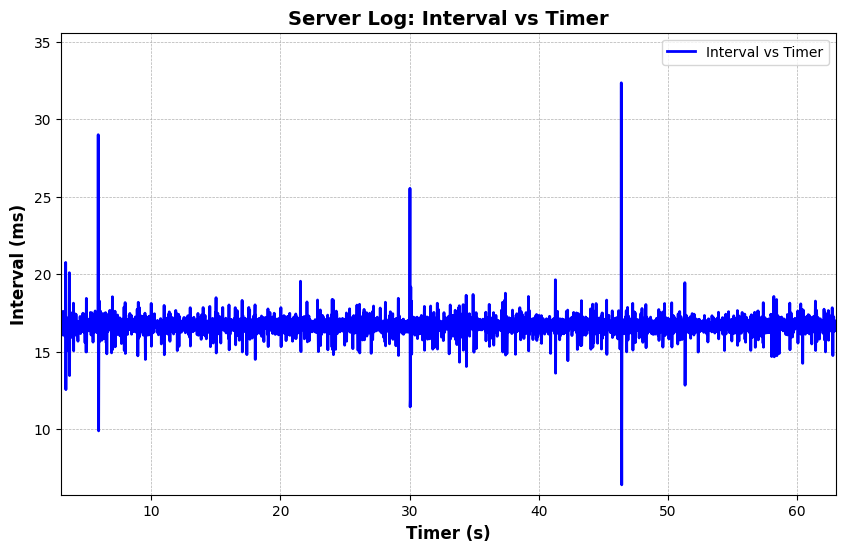 Server Log: Interval vs Timer
Interval vs Timer
35
30
25
20
15
10
Interval (ms)
10 20 30 40 50 60
Timer (s)